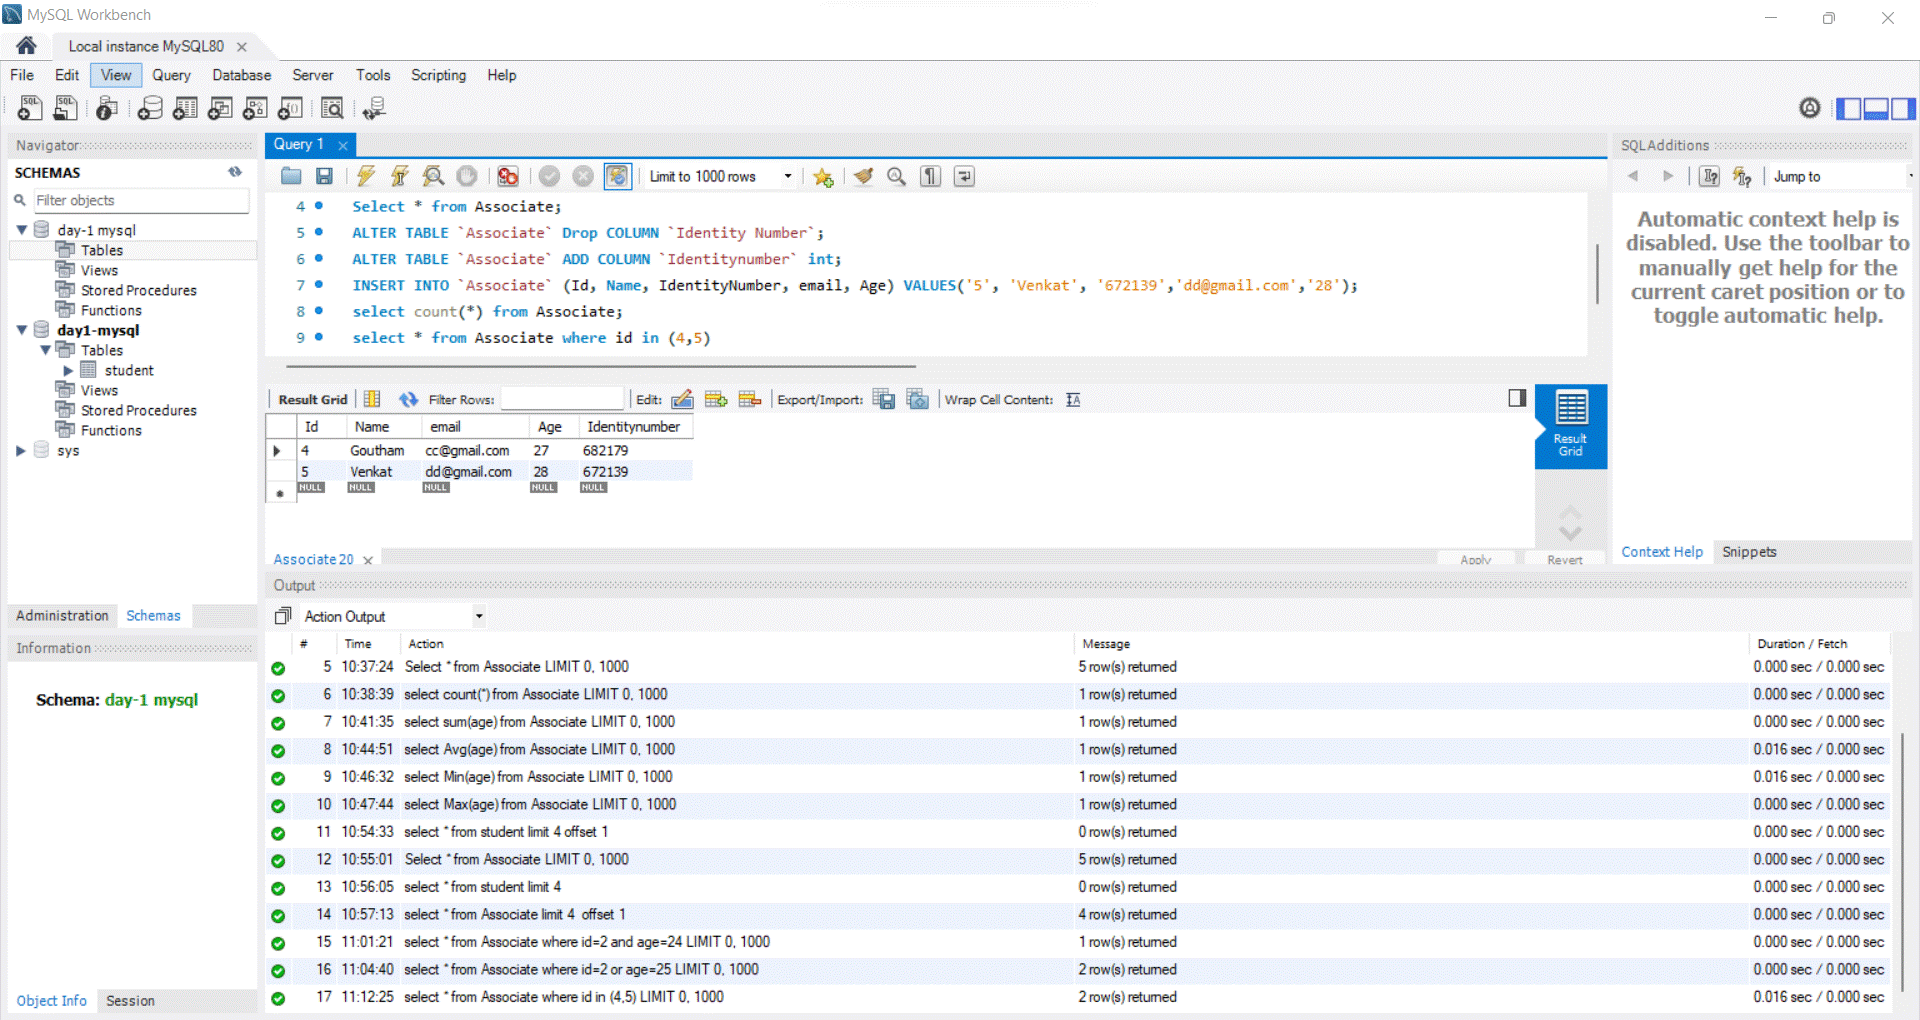 MySQL Workbench
Local instance MySQL80
File Edit View Query Database Server Tools Scripting Help
Navigator
SCHEMAS
Filter objects
day-1 mysql
Tables
Views
Stored Procedures
Functions
day1-mysql
Tables
student
Views
Stored Procedures
Functions
sys
Administration Schemas
Information
Schema: day-1 mysql
Object Info Session
Query 1
Limit to 1000 rows
4 Select * from Associate;
5 ALTER TABLE `Associate` Drop COLUMN `Identity Number`;
6 ALTER TABLE `Associate` ADD COLUMN `Identitynumber` int;
7 INSERT INTO `Associate` (Id, Name, IdentityNumber, email, Age) VALUES('5', 'Venkat', '672139','dd@gmail.com','28');
8 select count(*) from Associate;
9 select * from Associate where id in (4,5)
Result Grid Filter Rows: Edit: Export/Import: Wrap Cell Content:
Id Name email Age Identitynumber
4 Goutham cc@gmail.com 27 682179
5 Venkat dd@gmail.com 28 672139
NULL NULL NULL NULL NULL
Result
Grid
Associate 20 Apply Revert
SQLAdditions
Jump to
Automatic context help is
disabled. Use the toolbar to
manually get help for the
current caret position or to
toggle automatic help.
Context Help Snippets
Output
Action Output
# Time Action Message Duration / Fetch
5 10:37:24 Select * from Associate LIMIT 0, 1000 5 row(s) returned 0.000 sec / 0.000 sec
6 10:38:39 select count(*) from Associate LIMIT 0, 1000 1 row(s) returned 0.000 sec / 0.000 sec
7 10:41:35 select sum(age) from Associate LIMIT 0, 1000 1 row(s) returned 0.000 sec / 0.000 sec
8 10:44:51 select Avg(age) from Associate LIMIT 0, 1000 1 row(s) returned 0.016 sec / 0.000 sec
9 10:46:32 select Min(age) from Associate LIMIT 0, 1000 1 row(s) returned 0.016 sec / 0.000 sec
10 10:47:44 select Max(age) from Associate LIMIT 0, 1000 1 row(s) returned 0.000 sec / 0.000 sec
11 10:54:33 select * from student limit 4 offset 1 0 row(s) returned 0.000 sec / 0.000 sec
12 10:55:01 Select * from Associate LIMIT 0, 1000 5 row(s) returned 0.000 sec / 0.000 sec
13 10:56:05 select * from student limit 4 0 row(s) returned 0.000 sec / 0.000 sec
14 10:57:13 select * from Associate limit 4 offset 1 4 row(s) returned 0.000 sec / 0.000 sec
15 11:01:21 select * from Associate where id=2 and age=24 LIMIT 0, 1000 1 row(s) returned 0.000 sec / 0.000 sec
16 11:04:40 select * from Associate where id=2 or age=25 LIMIT 0, 1000 2 row(s) returned 0.000 sec / 0.000 sec
17 11:12:25 select * from Associate where id in (4,5) LIMIT 0, 1000 2 row(s) returned 0.016 sec / 0.000 sec